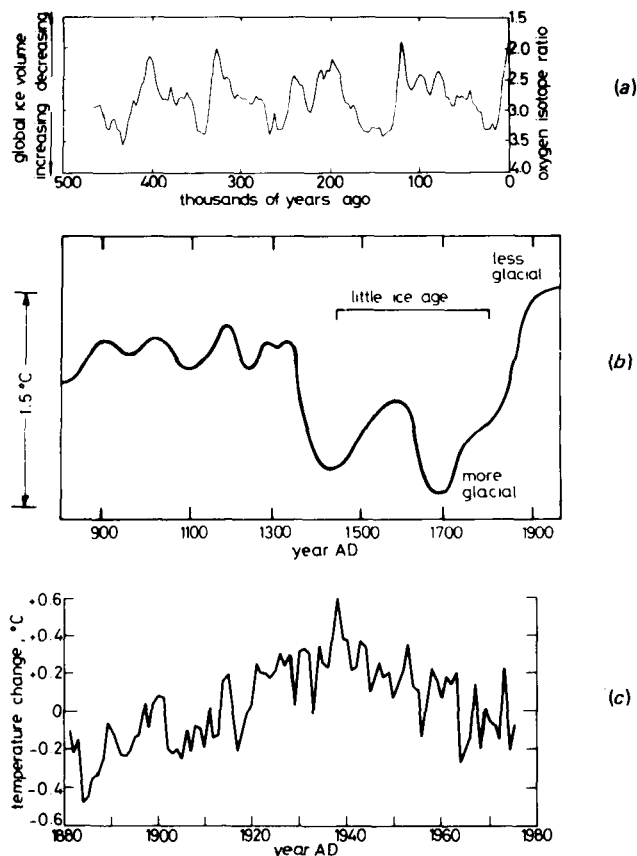 global ice volume
increasing decreasing
1.5
2.0
2.5
3.0
3.5
4.0
oxygen isotope ratio
(a)
500 400 300 200 100 0
thousands of years ago
less
glacial
little ice age
1.5 °C
(b)
more
glacial
900 1100 1300 1500 1700 1900
year AD
+0.6
+0.4
+0.2
0
-0.2
-0.4
-0.6
temperature change, °C
(c)
1880 1900 1920 1940 1960 1980
year AD